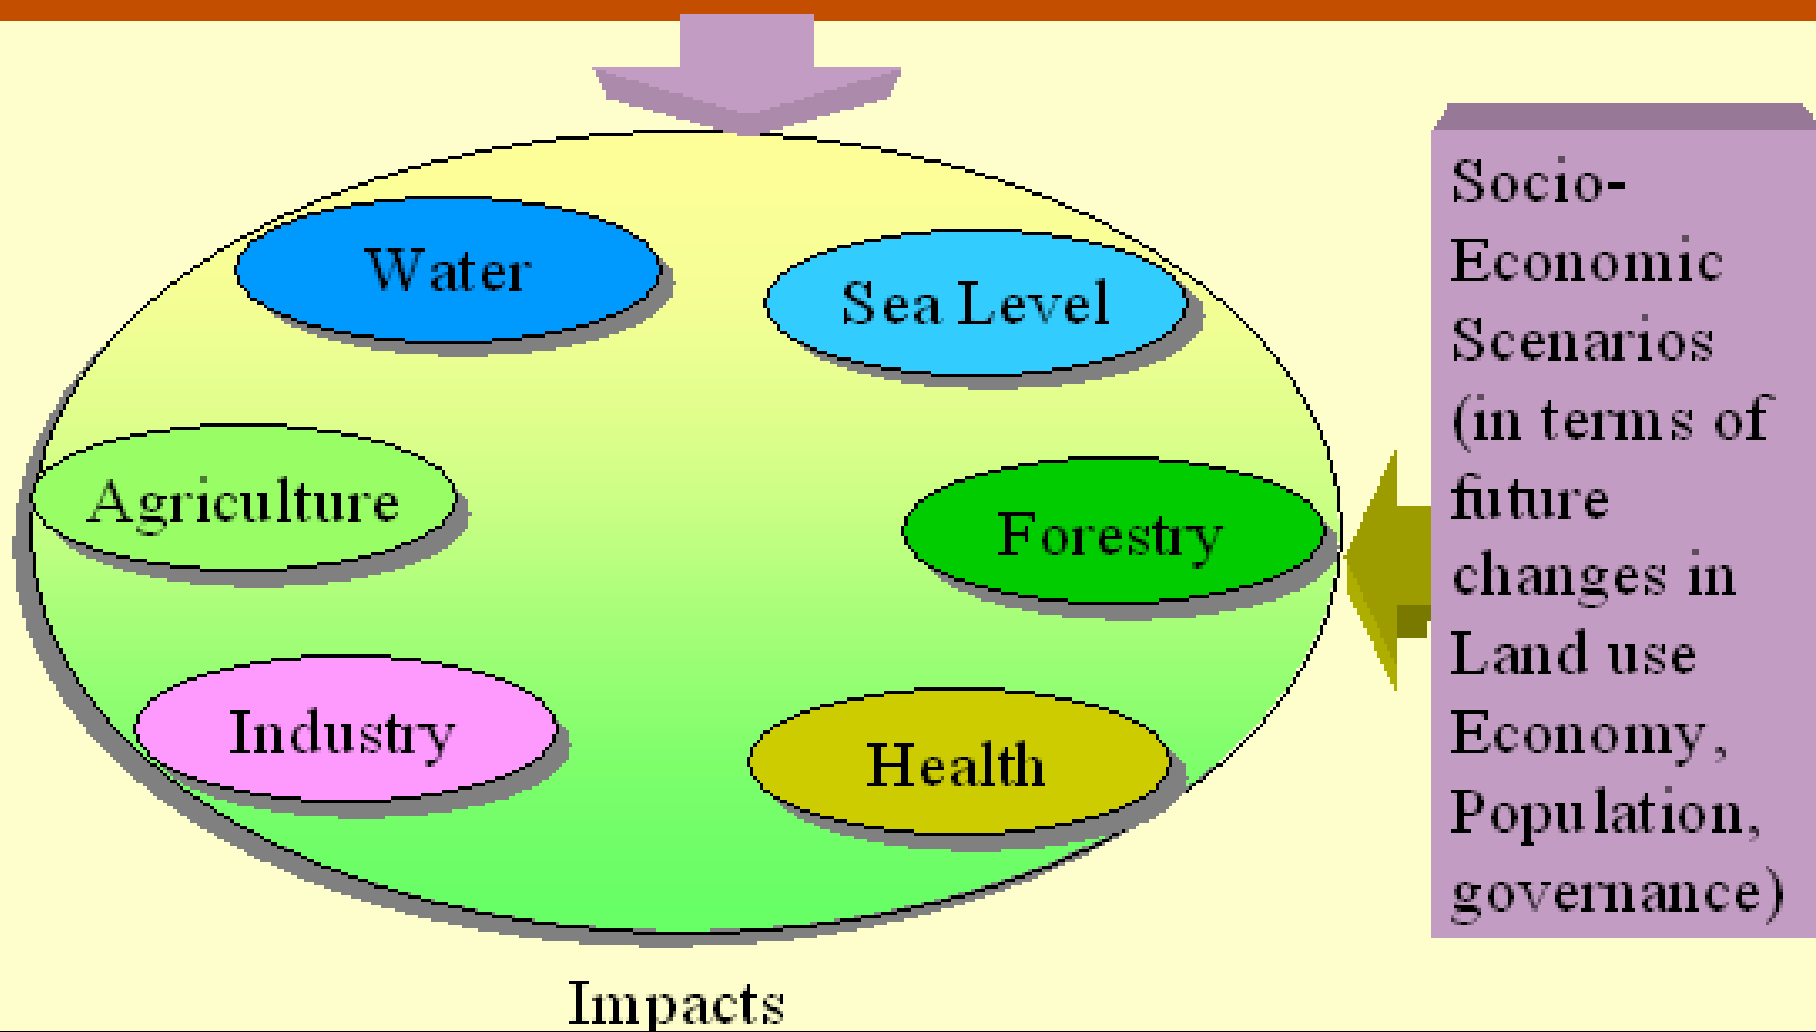 Water
Sea Level
Agriculture
Forestry
Industry
Health
Impacts
Socio-
Economic
Scenarios
(in terms of
future
changes in
Land use
Economy,
Population,
governance)